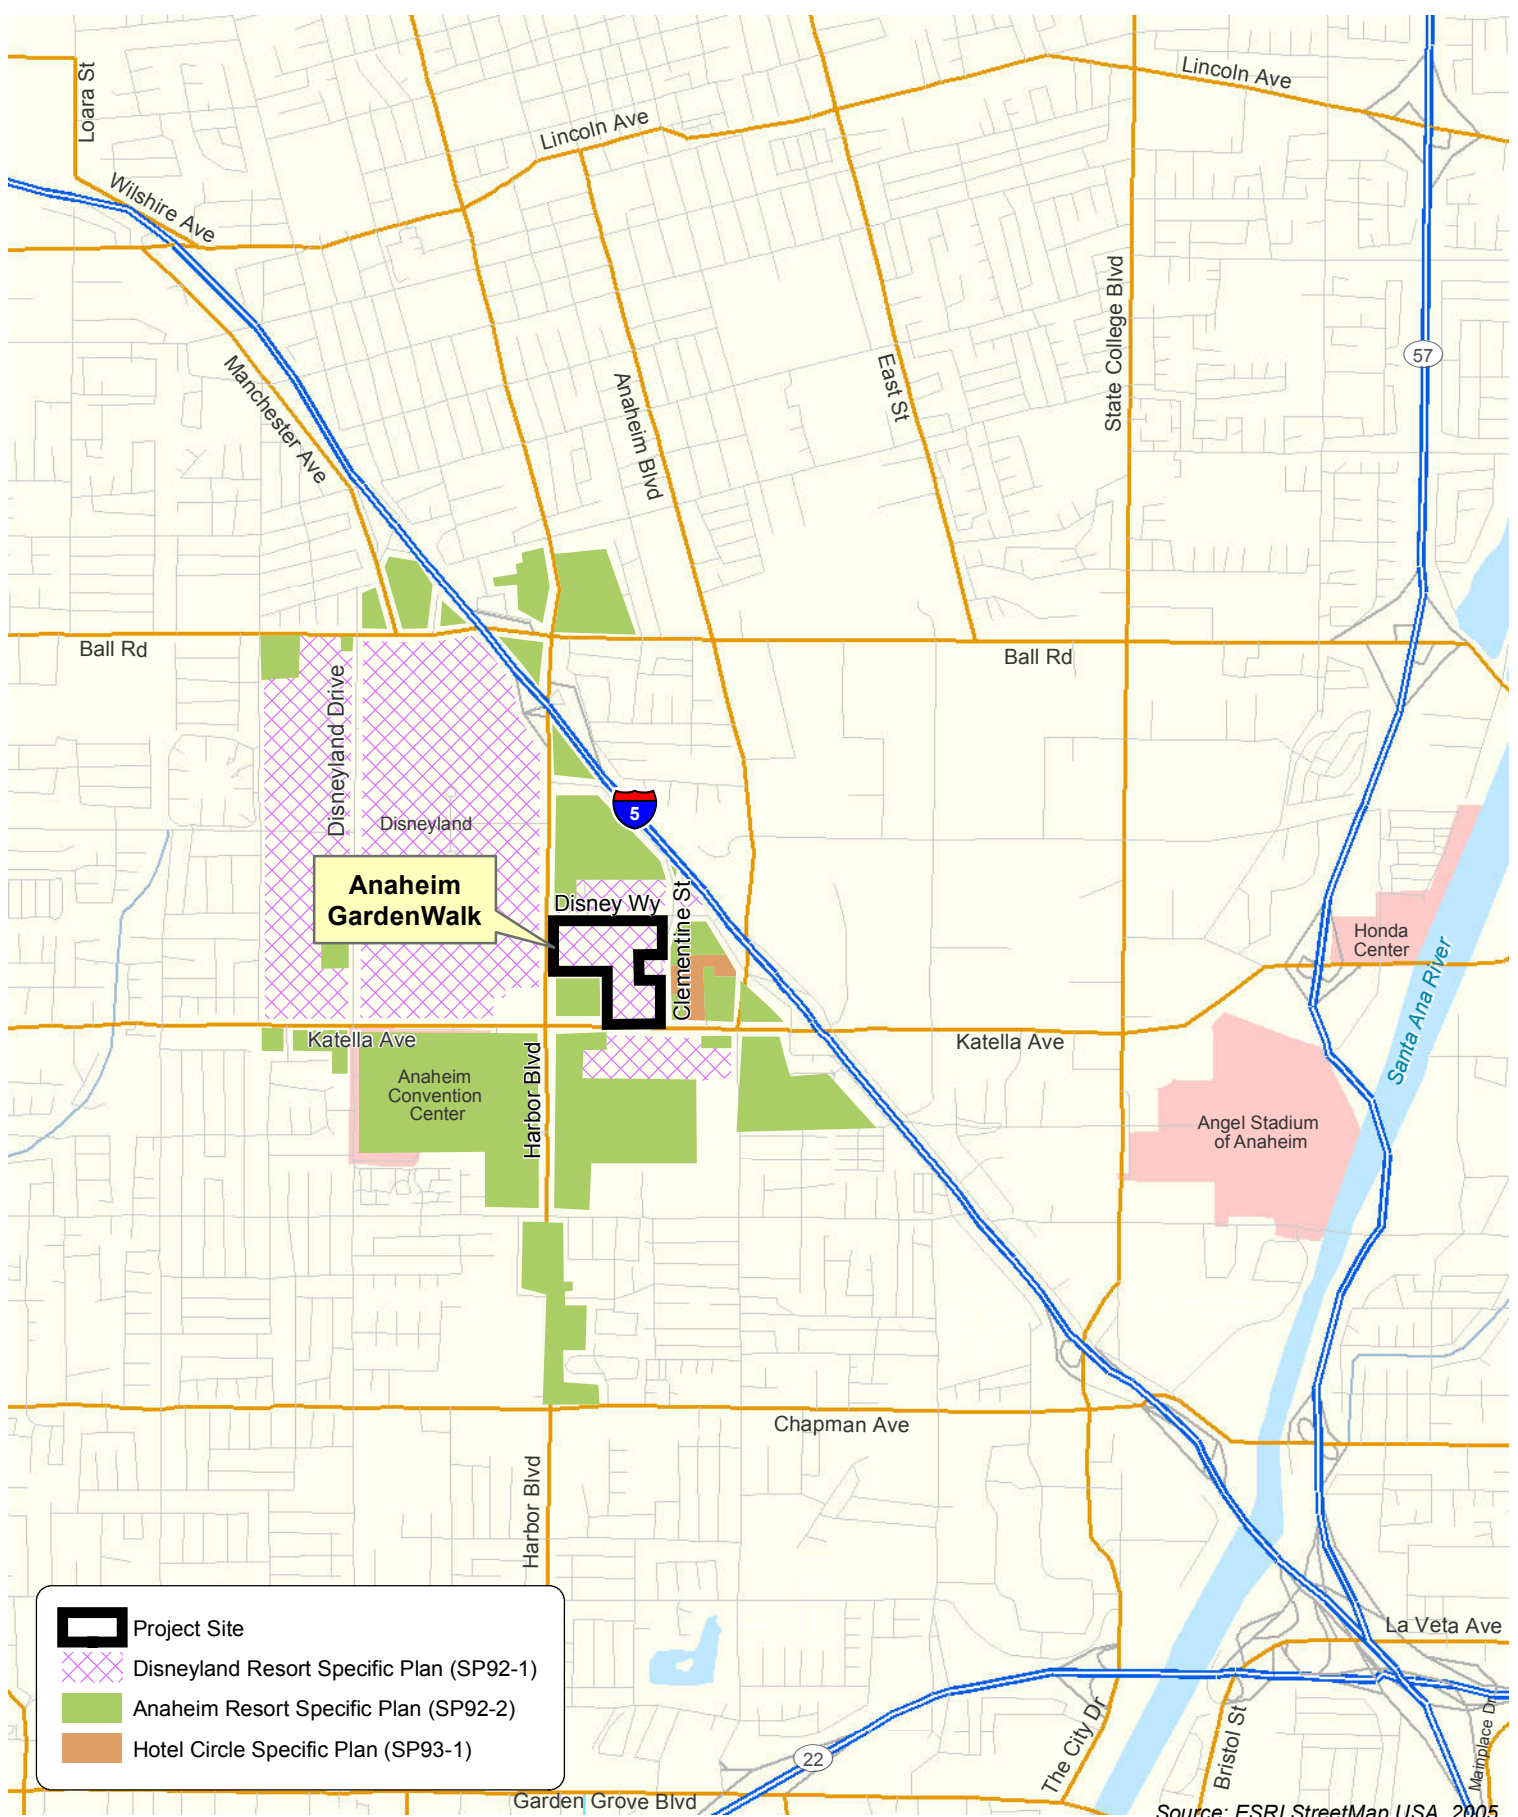 Loara St
Lincoln Ave
Lincoln Ave
Wilshire Ave
Manchester Ave
Anaheim Blvd
East St
State College Blvd
57
Ball Rd
Ball Rd
Disneyland Drive
Disneyland
5
Anaheim
GardenWalk
Disney Wy
Clementine St
Honda
Center
Santa Ana River
Katella Ave
Katella Ave
Anaheim
Convention
Center
Harbor Blvd
Angel Stadium
of Anaheim
Chapman Ave
Harbor Blvd
Project Site
Disneyland Resort Specific Plan (SP92-1)
Anaheim Resort Specific Plan (SP92-2)
Hotel Circle Specific Plan (SP93-1)
La Veta Ave
The City Dr
Bristol St
Mainplace Dr
22
Garden Grove Blvd
Source: ESRI StreetMap USA, 2005